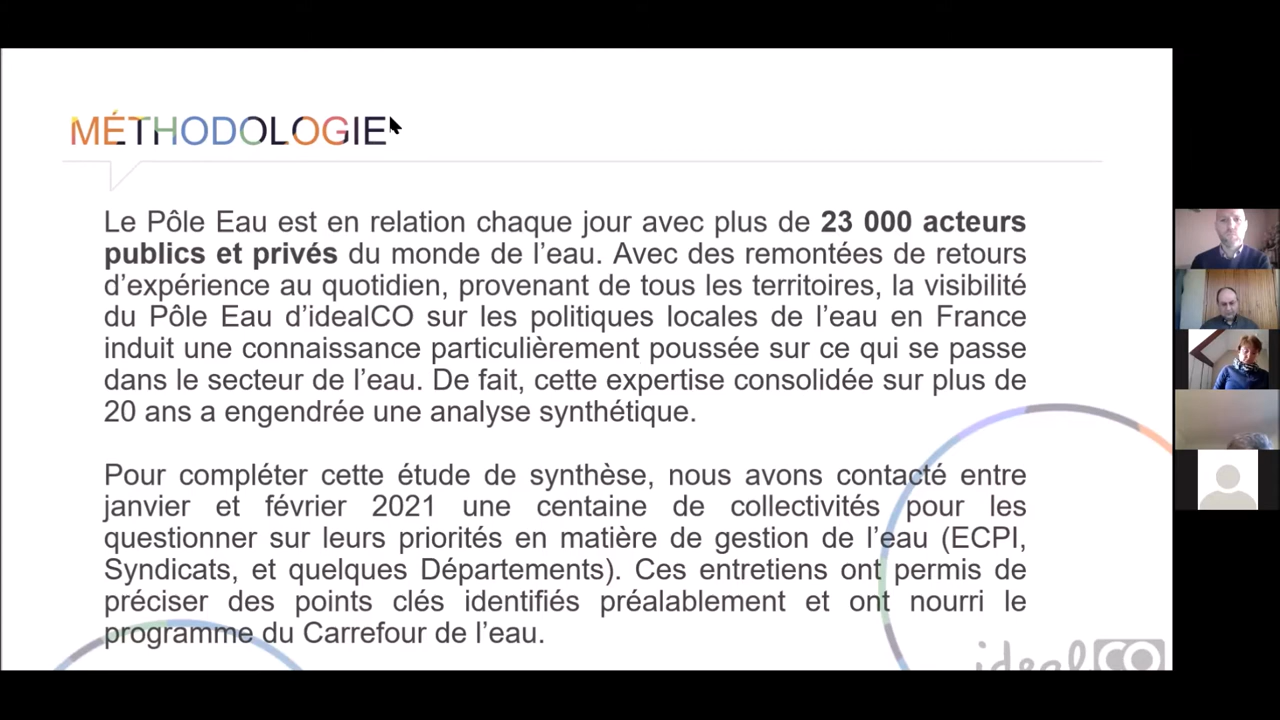 MÉTHODOLOGIE
Le Pôle Eau est en relation chaque jour avec plus de 23 000 acteurs
publics et privés du monde de l’eau. Avec des remontées de retours
d’expérience au quotidien, provenant de tous les territoires, la visibilité
du Pôle Eau d’idealCO sur les politiques locales de l’eau en France
induit une connaissance particulièrement poussée sur ce qui se passe
dans le secteur de l’eau. De fait, cette expertise consolidée sur plus de
20 ans a engendrée une analyse synthétique.
Pour compléter cette étude de synthèse, nous avons contacté entre
janvier et février 2021 une centaine de collectivités pour les
questionner sur leurs priorités en matière de gestion de l’eau (ECPI,
Syndicats, et quelques Départements). Ces entretiens ont permis de
préciser des points clés identifiés préalablement et ont nourri le
programme du Carrefour de l’eau.
idealCO